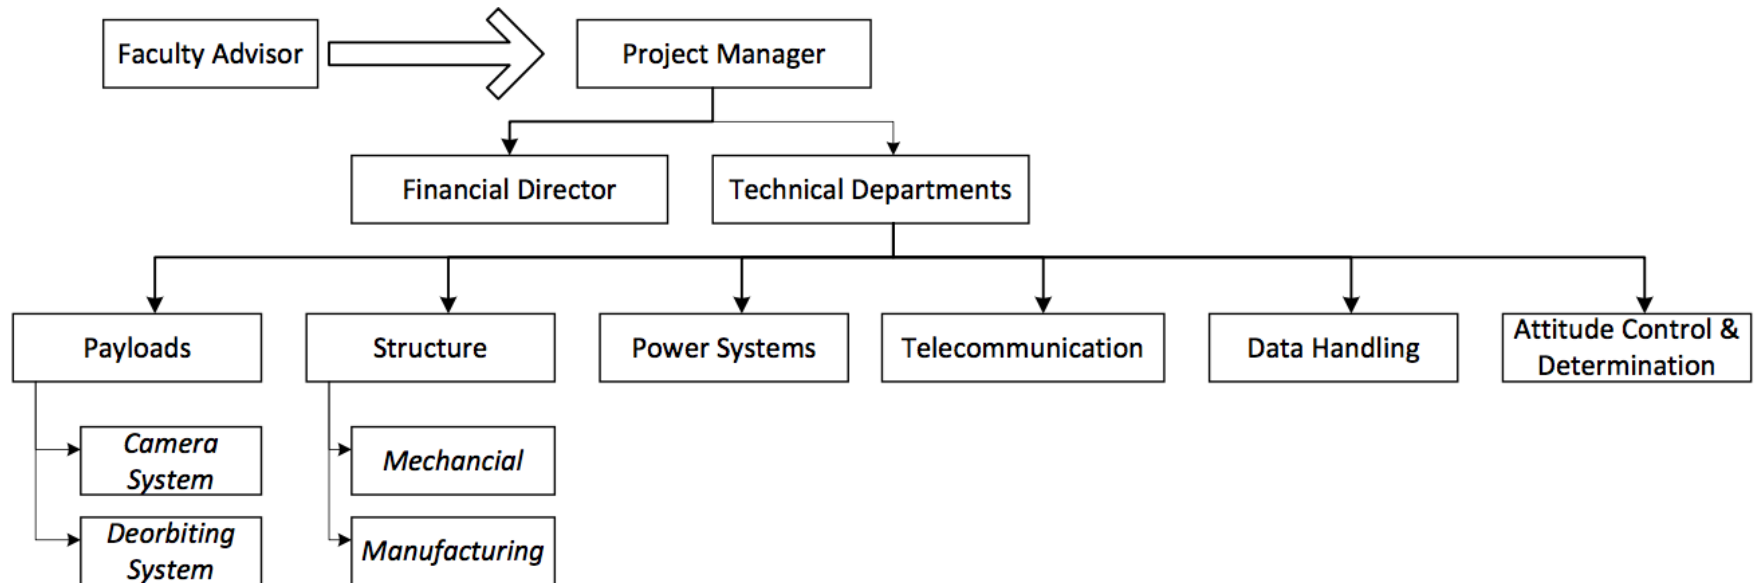 Faculty Advisor
Project Manager
Financial Director
Technical Departments
Payloads
Structure
Power Systems
Telecommunication
Data Handling
Attitude Control &
Determination
Camera
System
Mechancial
Deorbiting
System
Manufacturing